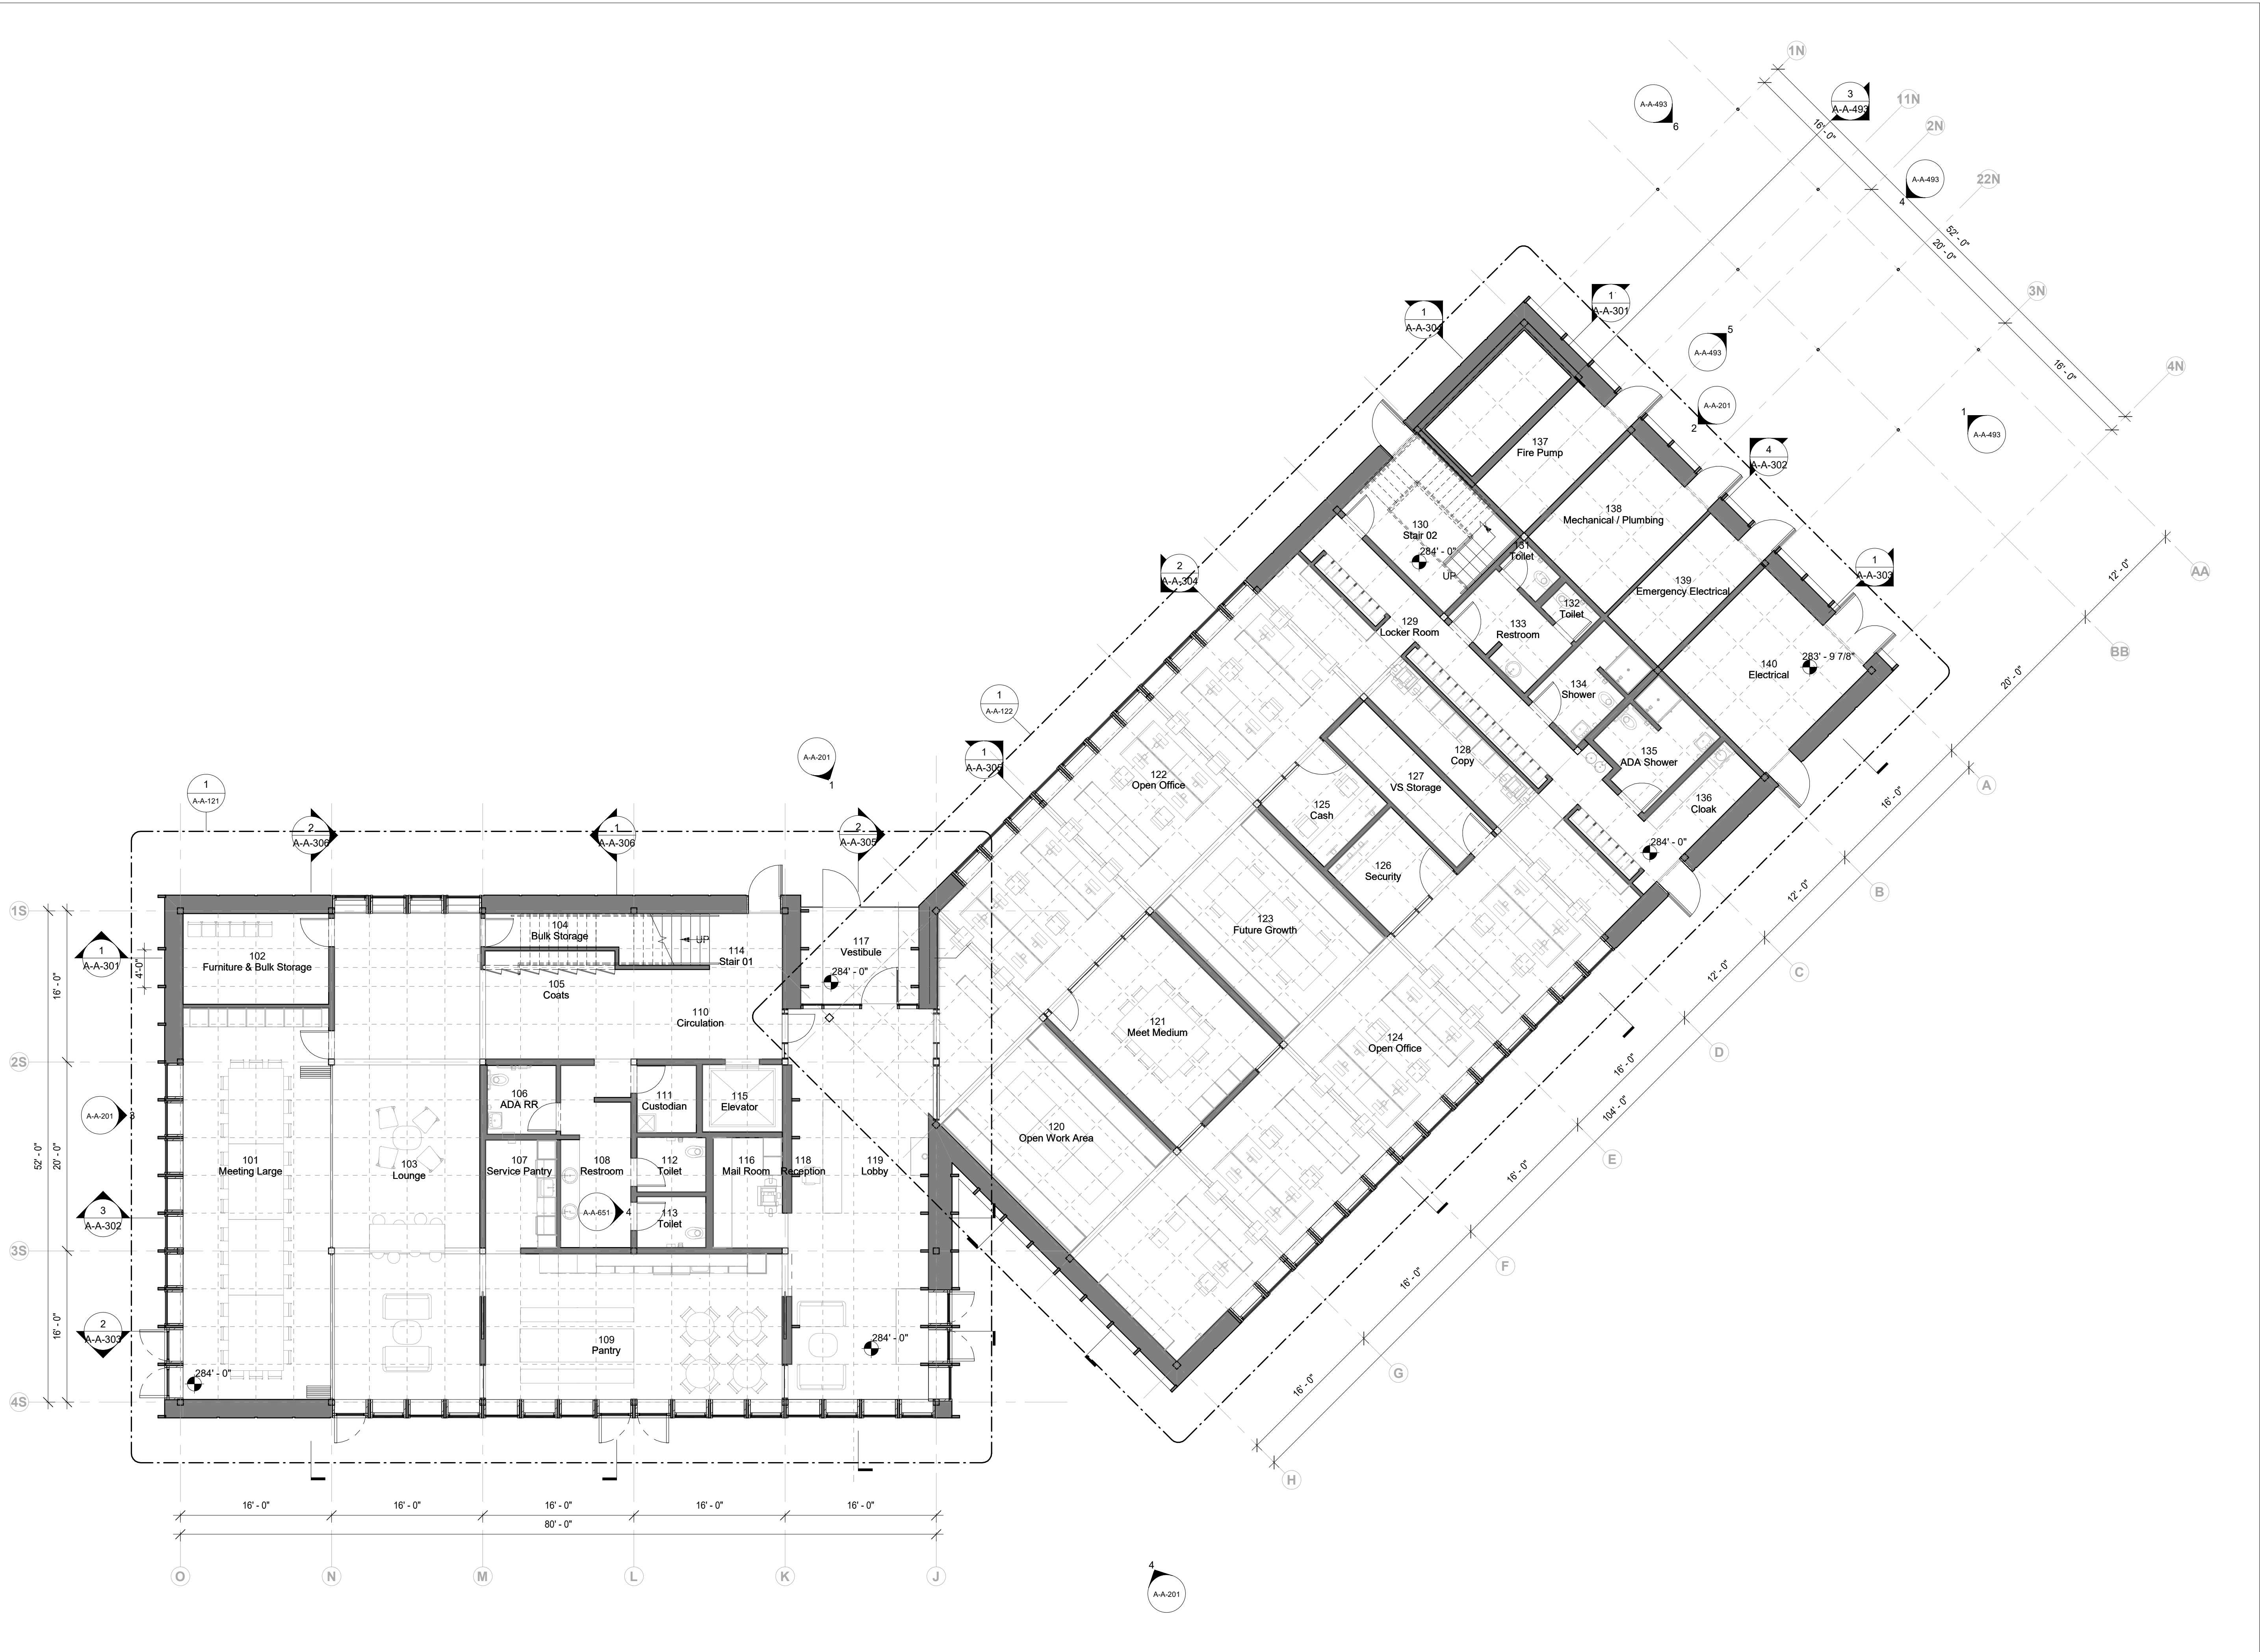 1N
3
A-A-493
11N
A-A-493
6
16' - 0"
2N
A-A-493
4
22N
52' - 0"
20' - 0"
3N
1
A-A-301
1
A-A-304
5
A-A-493
16' - 0"
4N
A-A-201
2
1
A-A-493
4
A-A-302
137
Fire Pump
138
Mechanical / Plumbing
130
Stair 02
284' - 0"
UP
131
Toilet
132
Toilet
139
Emergency Electrical
1
A-A-303
12' - 0"
AA
2
A-A-304
129
Locker Room
133
Restroom
BB
140
Electrical
283' - 9 7/8"
134
Shower
20' - 0"
1
A-A-122
135
ADA Shower
128
Copy
127
VS Storage
136
Cloak
A-A-201
1
1
A-A-305
122
Open Office
125
Cash
16' - 0"
A
1
A-A-121
2
A-A-306
1
A-A-306
2
A-A-305
284' - 0"
126
Security
12' - 0"
B
1S
104
Bulk Storage
UP
114
Stair 01
117
Vestibule
284' - 0"
123
Future Growth
12' - 0"
C
1
A-A-301
4'-0"
102
Furniture & Bulk Storage
105
Coats
110
Circulation
16' - 0"
121
Meet Medium
124
Open Office
16' - 0"
D
2S
106
ADA RR
111
Custodian
115
Elevator
104' - 0"
A-A-201
3
120
Open Work Area
E
52' - 0"
20' - 0"
101
Meeting Large
103
Lounge
107
Service Pantry
108
Restroom
112
Toilet
116
Mail Room
118
Reception
119
Lobby
16' - 0"
3
A-A-302
A-A-651
4
113
Toilet
3S
F
16' - 0"
16' - 0"
2
A-A-303
109
Pantry
284' - 0"
284' - 0"
G
16' - 0"
4S
H
16' - 0"
16' - 0"
16' - 0"
16' - 0"
16' - 0"
80' - 0"
O
N
M
L
K
J
4
A-A-201